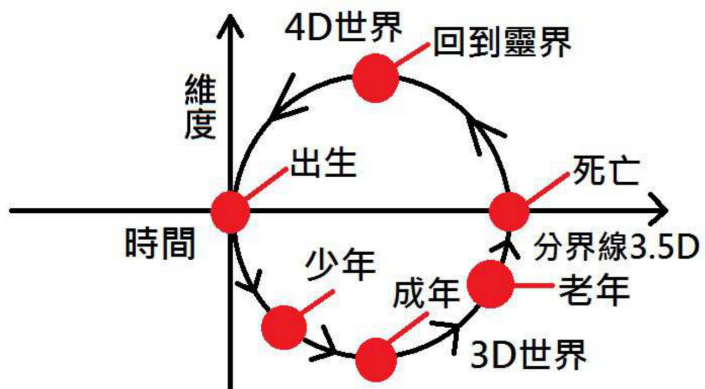 4D世界
回到靈界
維度
出生
死亡
時間
分界線3.5D
少年
成年
老年
3D世界